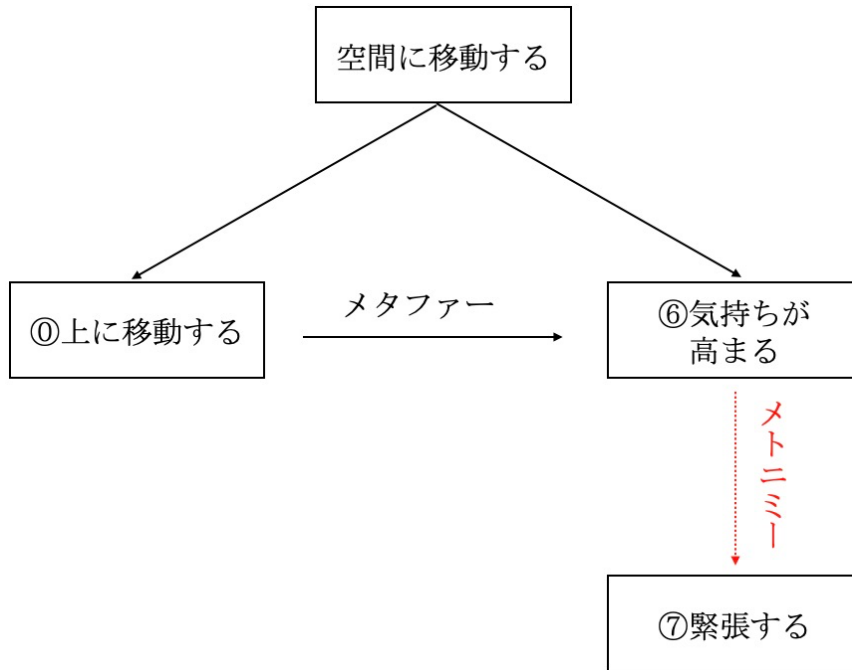 空間に移動する
⓪上に移動する
メタファー
⑥気持ちが
高まる
メトニミー
⑦緊張する